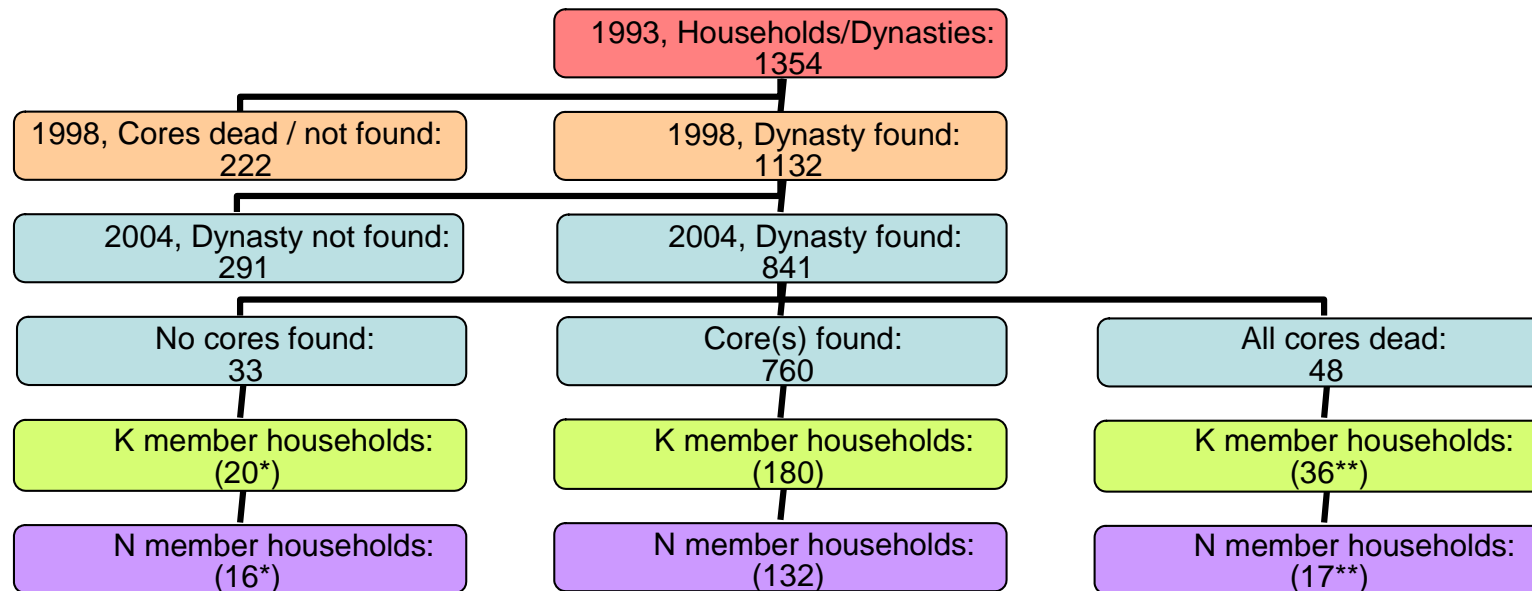 1993, Households/Dynasties:
1354
1998, Cores dead / not found:
222
1998, Dynasty found:
1132
2004, Dynasty not found:
291
2004, Dynasty found:
841
No cores found:
33
Core(s) found:
760
All cores dead:
48
K member households:
(20*)
K member households:
(180)
K member households:
(36**)
N member households:
(16*)
N member households:
(132)
N member households:
(17**)